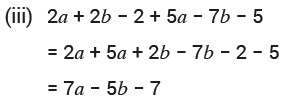 (iii) 2a + 2b − 2 + 5a − 7b − 5
= 2a + 5a + 2b − 7b − 2 − 5
= 7a − 5b − 7